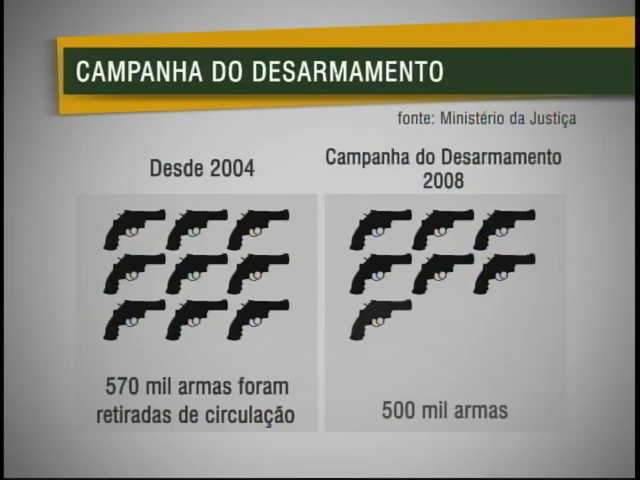 CAMPANHA DO DESARMAMENTO
fonte: Ministério da Justiça
Desde 2004
570 mil armas foram
retiradas de circulação
Campanha do Desarmamento
2008
500 mil armas